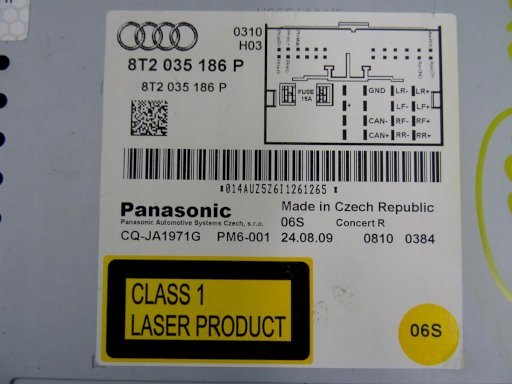 0310
H03
8T2 035 186 P
8T2 035 186 P
FUSE
15A
GND LR- LR+
+ LF- LF+
CAN- RF- RF+
CAN+ RR- RR+
*014AUZ5Z6I1261265*
Panasonic Made in Czech Republic
Panasonic Automotive Systems Czech, s.r.o. 06S Concert R
CQ-JA1971G PM6-001 24.08.09 0810 0384
CLASS 1
LASER PRODUCT
06S